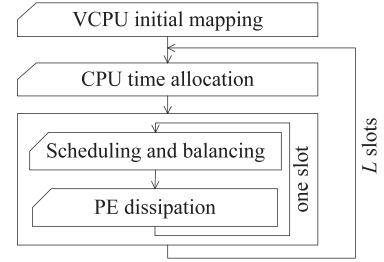 VCPU initial mapping
CPU time allocation
Scheduling and balancing
PE dissipation
one slot
L slots